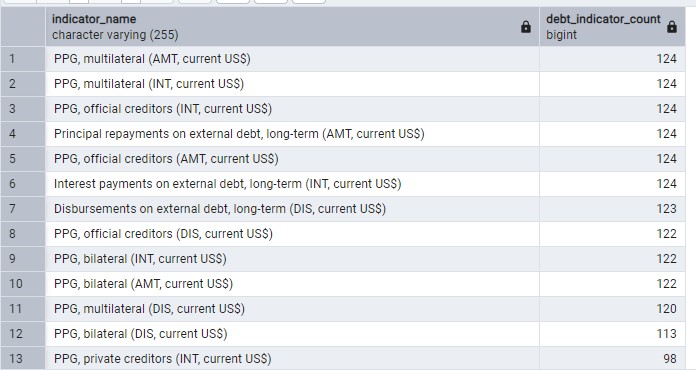 indicator_name debt_indicator_count
character varying (255) bigint
1 PPG, multilateral (AMT, current US$) 124
2 PPG, multilateral (INT, current US$) 124
3 PPG, official creditors (INT, current US$) 124
4 Principal repayments on external debt, long-term (AMT, current US$) 124
5 PPG, official creditors (AMT, current US$) 124
6 Interest payments on external debt, long-term (INT, current US$) 124
7 Disbursements on external debt, long-term (DIS, current US$) 123
8 PPG, official creditors (DIS, current US$) 122
9 PPG, bilateral (INT, current US$) 122
10 PPG, bilateral (AMT, current US$) 122
11 PPG, multilateral (DIS, current US$) 120
12 PPG, bilateral (DIS, current US$) 113
13 PPG, private creditors (INT, current US$) 98